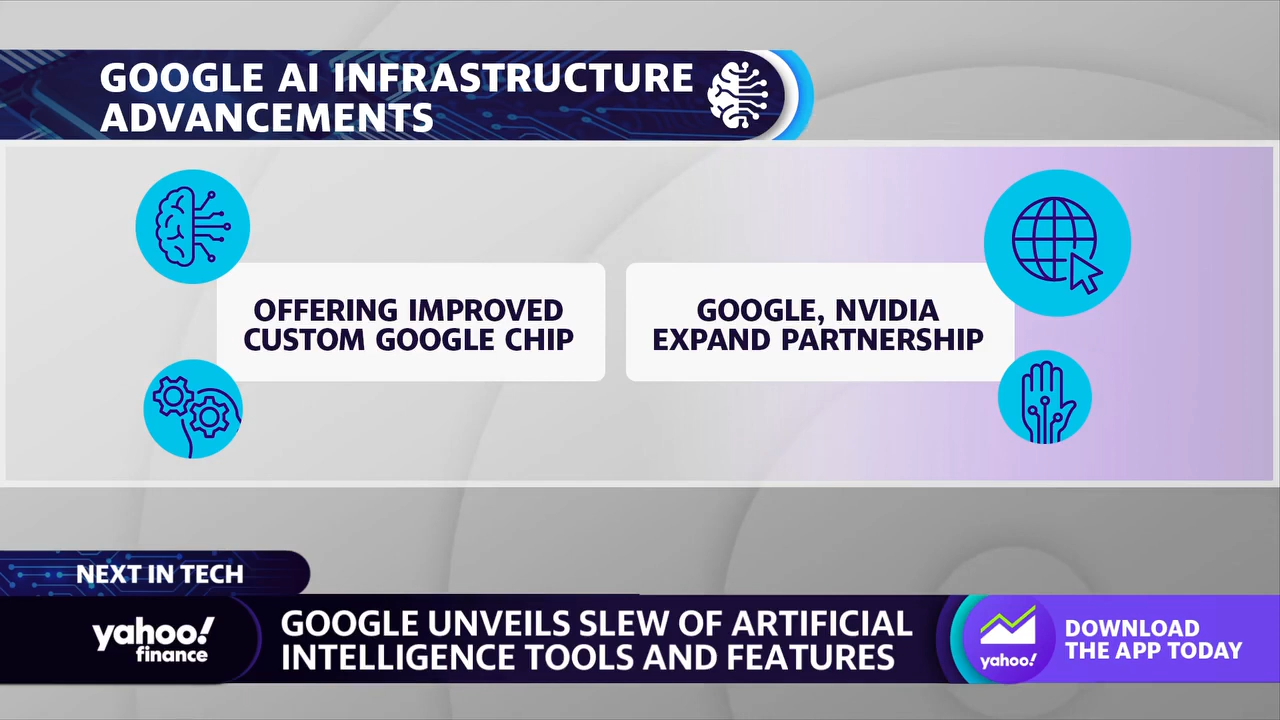 GOOGLE AI INFRASTRUCTURE
ADVANCEMENTS
OFFERING IMPROVED
CUSTOM GOOGLE CHIP
GOOGLE, NVIDIA
EXPAND PARTNERSHIP
NEXT IN TECH
yahoo!
finance
GOOGLE UNVEILS SLEW OF ARTIFICIAL
INTELLIGENCE TOOLS AND FEATURES
yahoo!
DOWNLOAD
THE APP TODAY